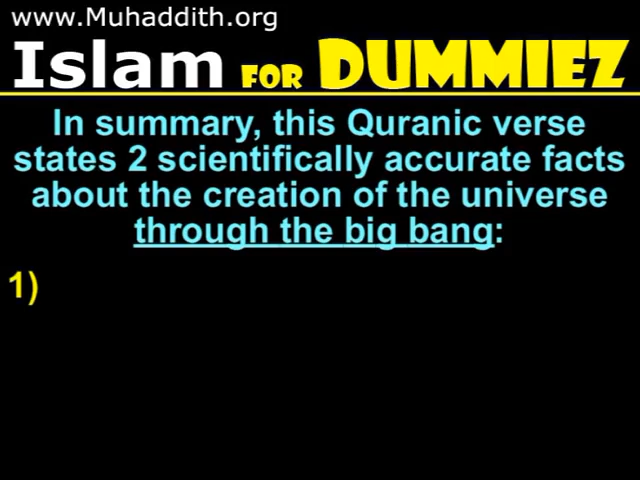 www.Muhaddith.org
Islam FOR DUMMIEZ
In summary, this Quranic verse
states 2 scientifically accurate facts
about the creation of the universe
through the big bang:
1)